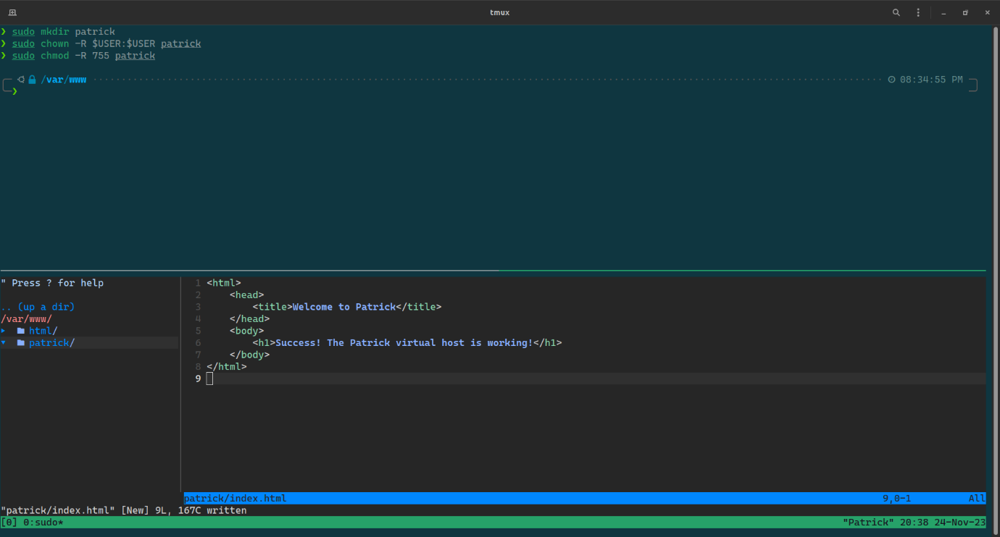 tmux
❯ sudo mkdir patrick
❯ sudo chown -R $USER:$USER patrick
❯ sudo chmod -R 755 patrick
/var/www 08:34:55 PM
❯
" Press ? for help
.. (up a dir)
/var/www/
▸ html/
▾ patrick/
1 <html>
2     <head>
3         <title>Welcome to Patrick</title>
4     </head>
5     <body>
6         <h1>Success! The Patrick virtual host is working!</h1>
7     </body>
8 </html>
9
patrick/index.html 9,0-1 All
"patrick/index.html" [New] 9L, 167C written
[0] 0:sudo* "Patrick" 20:38 24-Nov-23